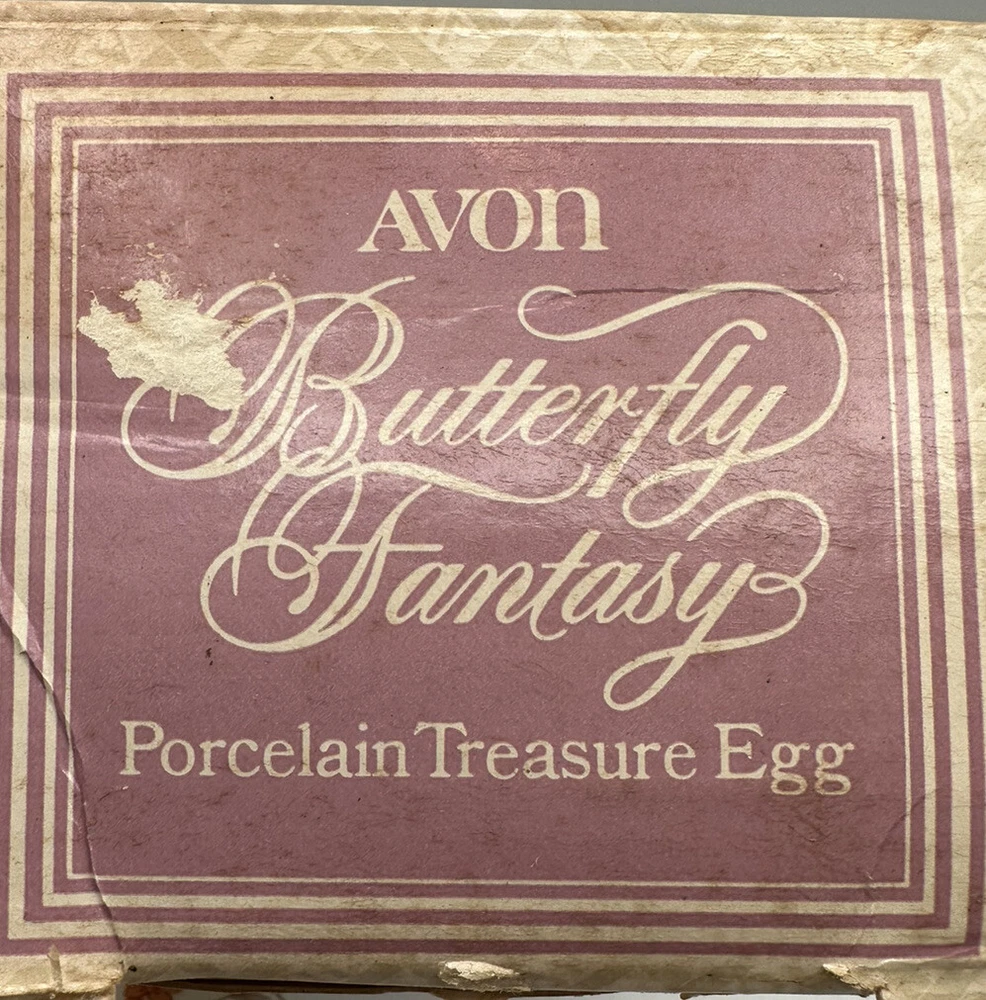 AVON
Butterfly
Fantasy
Porcelain Treasure Egg